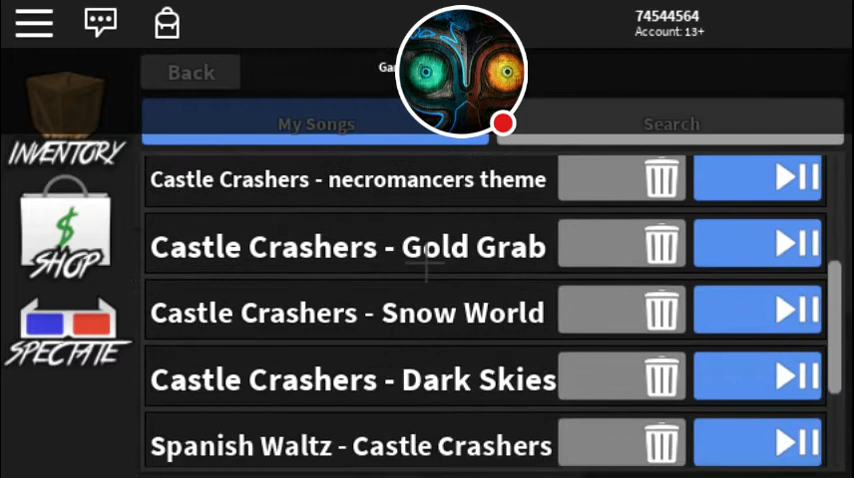 74544564
Account: 13+
Back
Ga
My Songs
Search
INVENTORY
Castle Crashers - necromancers theme
Castle Crashers - Gold Grab
$
SHOP
Castle Crashers - Snow World
SPECTATE
Castle Crashers - Dark Skies
Spanish Waltz - Castle Crashers